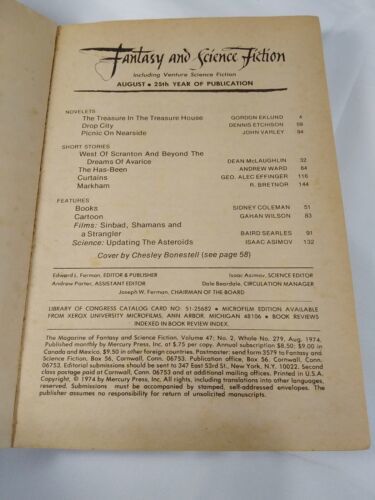 Fantasy and Science Fiction
Including Venture Science Fiction
AUGUST • 25th YEAR OF PUBLICATION
NOVELETS
The Treasure In The Treasure House GORDON EKLUND 4
Drop City DENNIS ETCHISON 59
Picnic On Nearside JOHN VARLEY 94
SHORT STORIES
West Of Scranton And Beyond The
Dreams Of Avarice DEAN McLAUGHLIN 32
The Has-Been ANDREW WARD 84
Curtains GEO. ALEC EFFINGER 116
Markham R. BRETNOR 144
FEATURES
Books SIDNEY COLEMAN 51
Cartoon GAHAN WILSON 83
Films: Sinbad, Shamans and
a Strangler BAIRD SEARLES 91
Science: Updating The Asteroids ISAAC ASIMOV 132
Cover by Chesley Bonestell (see page 58)
Edward L. Ferman, EDITOR & PUBLISHER Isaac Asimov, SCIENCE EDITOR
Andrew Porter, ASSISTANT EDITOR Dale Beardale, CIRCULATION MANAGER
Joseph W. Ferman, CHAIRMAN OF THE BOARD
LIBRARY OF CONGRESS CATALOG CARD NO. 51-25682 • MICROFILM EDITION AVAILABLE
FROM XEROX UNIVERSITY MICROFILMS, ANN ARBOR, MICHIGAN 48106 • BOOK REVIEWS
INDEXED IN BOOK REVIEW INDEX.
The Magazine of Fantasy and Science Fiction, Volume 47; No. 2, Whole No. 279, Aug. 1974.
Published monthly by Mercury Press, Inc. at $.75 per copy. Annual subscription $8.50; $9.00 in
Canada and Mexico, $9.50 in other foreign countries. Postmaster: send form 3579 to Fantasy and
Science Fiction, Box 56, Cornwall, Conn. 06753. Publication office, Box 56, Cornwall, Conn.
06753. Editorial submissions should be sent to 347 East 53rd St., New York, N.Y. 10022. Second
class postage paid at Cornwall, Conn. 06753 and at additional mailing offices. Printed in U.S.A.
Copyright, © 1974 by Mercury Press, Inc. All rights, including translations into other languages,
reserved. Submissions must be accompanied by stamped, self-addressed envelopes. The
publisher assumes no responsibility for return of unsolicited manuscripts.